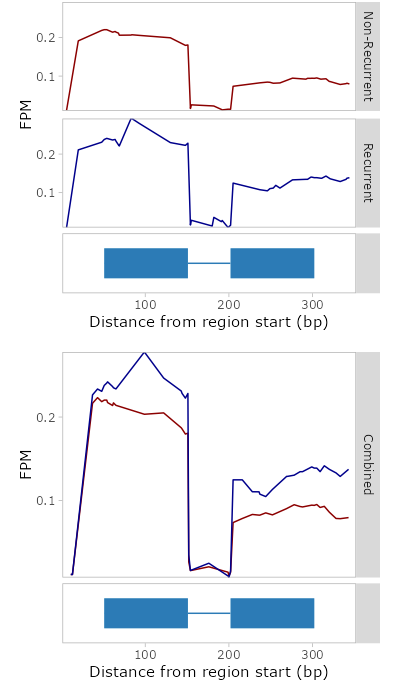 Non-Recurrent
0.2
0.1
FPM
Recurrent
0.2
0.1
100 200 300
Distance from region start (bp)
Combined
0.2
FPM
0.1
100 200 300
Distance from region start (bp)